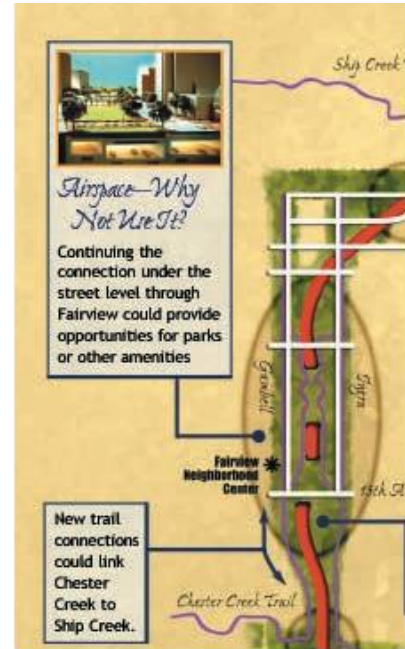 Ship Creek
Airspace—Why
Not Use It?
Continuing the
connection under the
street level through
Fairview could provide
opportunities for parks
or other amenities
Gambell
Ingra
Fairview
Neighborhood
Center
15th
New trail
connections
could link
Chester
Creek to
Ship Creek.
Chester Creek Trail